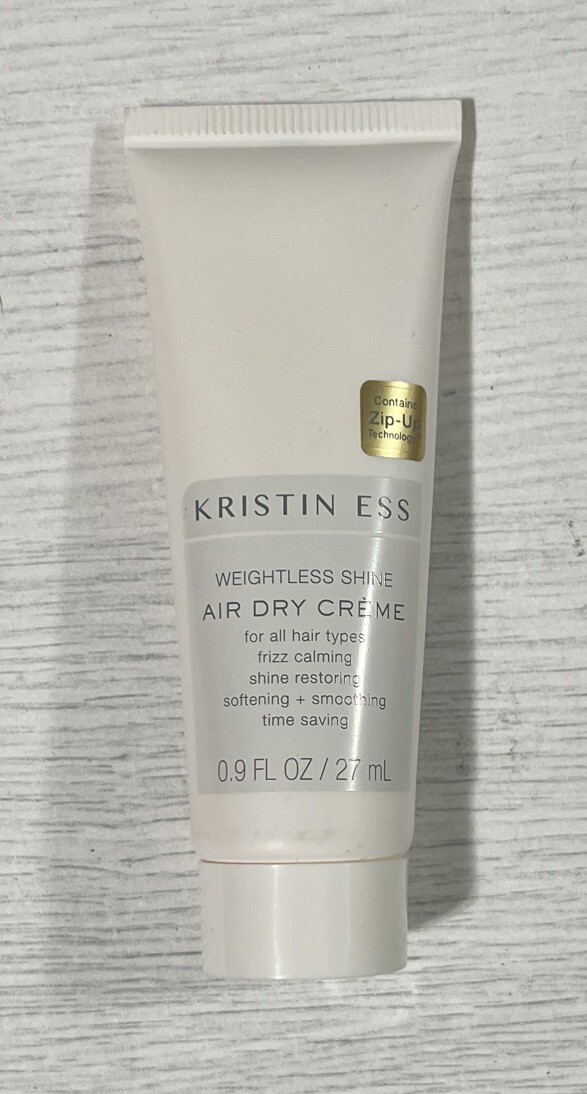 Contains
Zip-Up
Technology
KRISTIN ESS
WEIGHTLESS SHINE
AIR DRY CRÈME
for all hair types
frizz calming
shine restoring
softening + smoothing
time saving
0.9 FL OZ / 27 mL